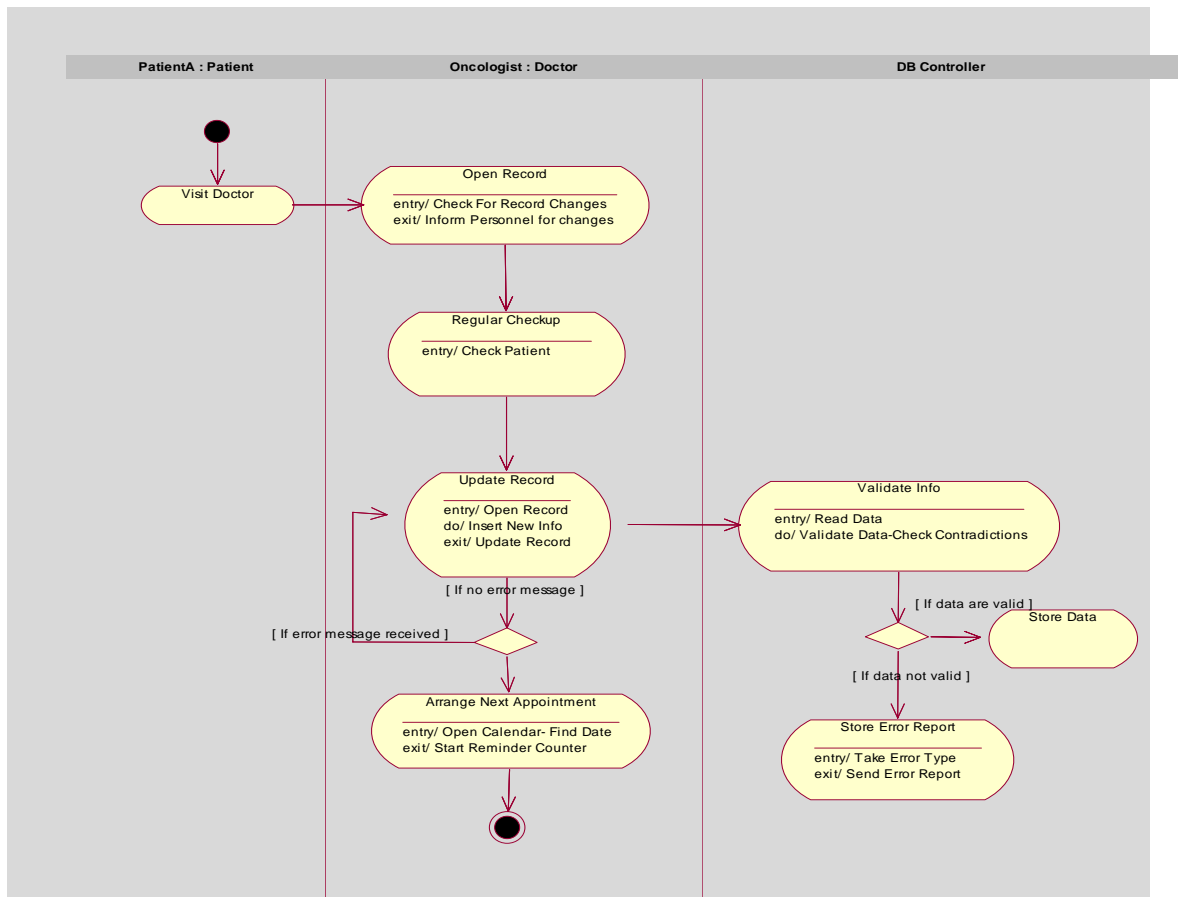 PatientA : Patient
Oncologist : Doctor
DB Controller
Visit Doctor
Open Record
entry/ Check For Record Changes
exit/ Inform Personnel for changes
Regular Checkup
entry/ Check Patient
Update Record
entry/ Open Record
do/ Insert New Info
exit/ Update Record
[ If no error message ]
[ If error message received ]
Arrange Next Appointment
entry/ Open Calendar- Find Date
exit/ Start Reminder Counter
Validate Info
entry/ Read Data
do/ Validate Data-Check Contradictions
[ If data are valid ]
Store Data
[ If data not valid ]
Store Error Report
entry/ Take Error Type
exit/ Send Error Report